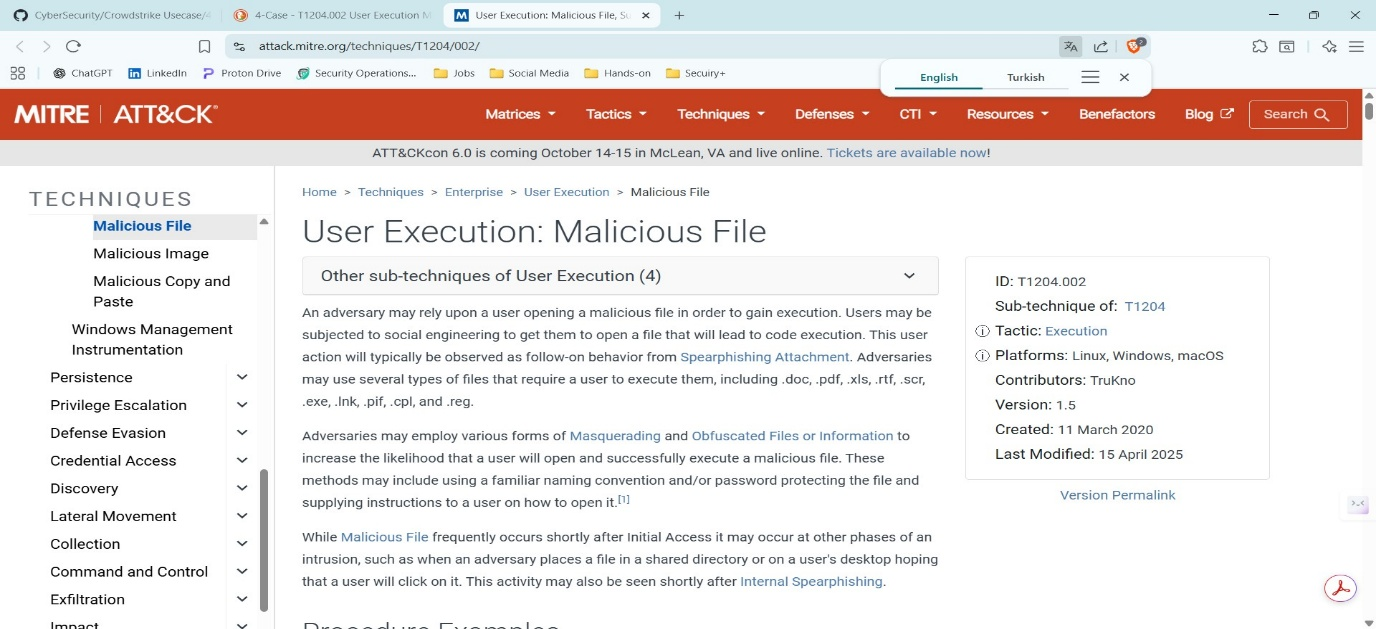 CyberSecurity/Crowdstrike Usecase/4
4-Case - T1204.002 User Execution M
User Execution: Malicious File, Su
attack.mitre.org/techniques/T1204/002/
ChatGPT
LinkedIn
Proton Drive
Security Operations...
Jobs
Social Media
Hands-on
Secuiry+
English
Turkish
MITRE | ATT&CK®
Matrices
Tactics
Techniques
Defenses
CTI
Resources
Benefactors
Blog
Search
ATT&CKcon 6.0 is coming October 14-15 in McLean, VA and live online. Tickets are available now!
TECHNIQUES
Malicious File
Malicious Image
Malicious Copy and
Paste
Windows Management
Instrumentation
Persistence
Privilege Escalation
Defense Evasion
Credential Access
Discovery
Lateral Movement
Collection
Command and Control
Exfiltration
Impact
Home > Techniques > Enterprise > User Execution > Malicious File
User Execution: Malicious File
Other sub-techniques of User Execution (4)
An adversary may rely upon a user opening a malicious file in order to gain execution. Users may be
subjected to social engineering to get them to open a file that will lead to code execution. This user
action will typically be observed as follow-on behavior from Spearphishing Attachment. Adversaries
may use several types of files that require a user to execute them, including .doc, .pdf, .xls, .rtf, .scr,
.exe, .lnk, .pif, .cpl, and .reg.
Adversaries may employ various forms of Masquerading and Obfuscated Files or Information to
increase the likelihood that a user will open and successfully execute a malicious file. These
methods may include using a familiar naming convention and/or password protecting the file and
supplying instructions to a user on how to open it.[1]
While Malicious File frequently occurs shortly after Initial Access it may occur at other phases of an
intrusion, such as when an adversary places a file in a shared directory or on a user's desktop hoping
that a user will click on it. This activity may also be seen shortly after Internal Spearphishing.
Procedure Examples
ID: T1204.002
Sub-technique of: T1204
Tactic: Execution
Platforms: Linux, Windows, macOS
Contributors: TruKno
Version: 1.5
Created: 11 March 2020
Last Modified: 15 April 2025
Version Permalink